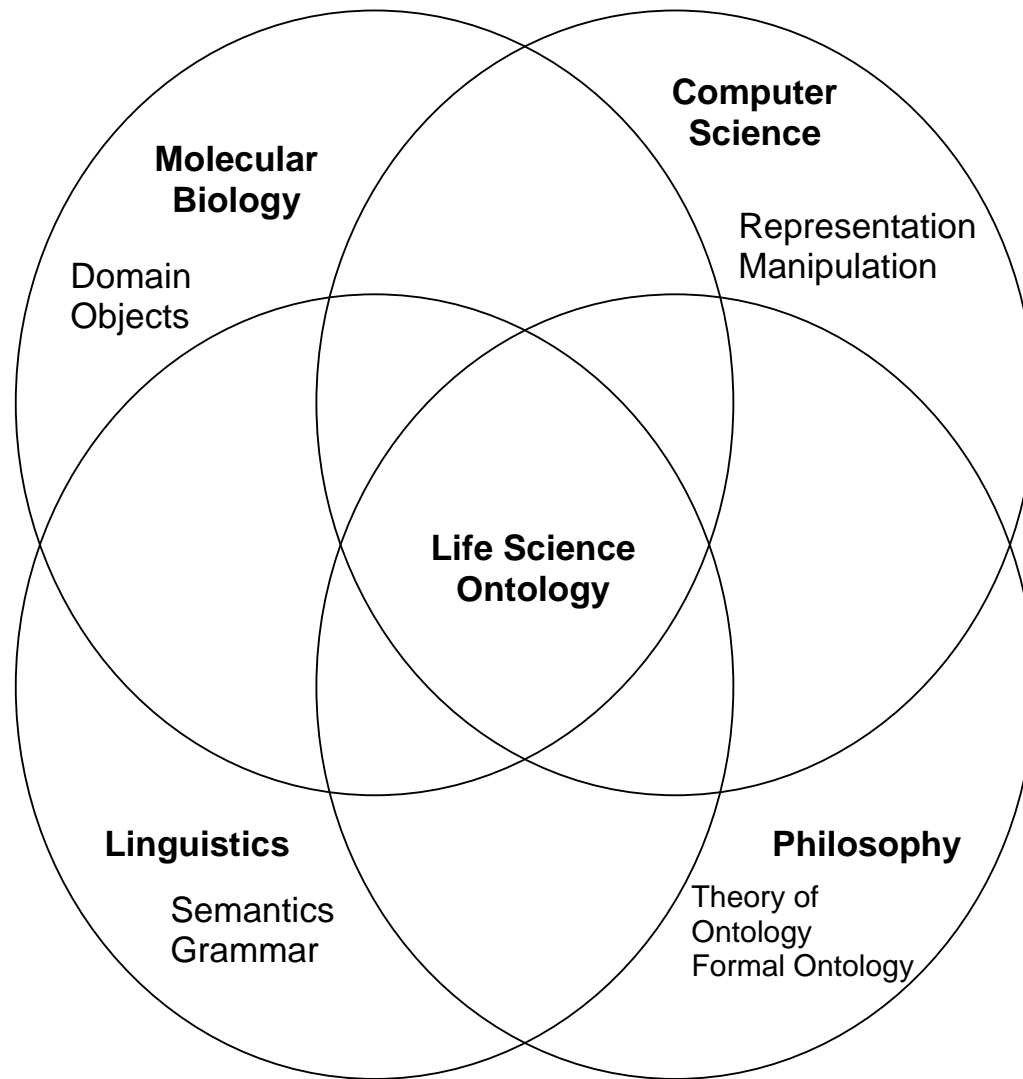 Computer
Science
Molecular
Biology
Representation
Manipulation
Domain
Objects
Life Science
Ontology
Linguistics
Semantics
Grammar
Philosophy
Theory of
Ontology
Formal Ontology